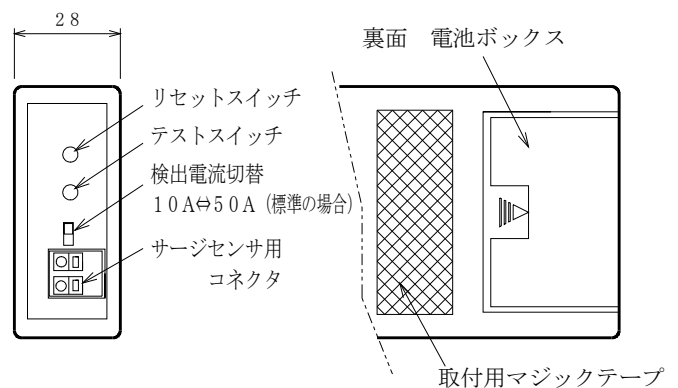 ２８
裏面　電池ボックス
リセットスイッチ
テストスイッチ
検出電流切替
１０A⇔５０A（標準の場合）
サージセンサ用
コネクタ
取付用マジックテープ